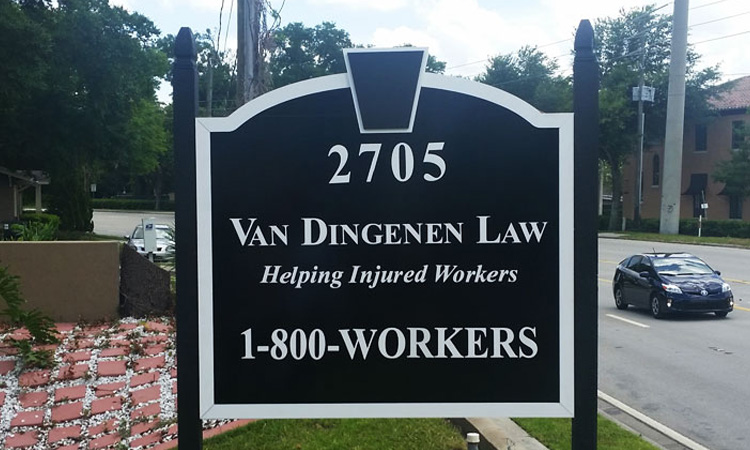 2705
VAN DINGENEN LAW
Helping Injured Workers
1-800-WORKERS